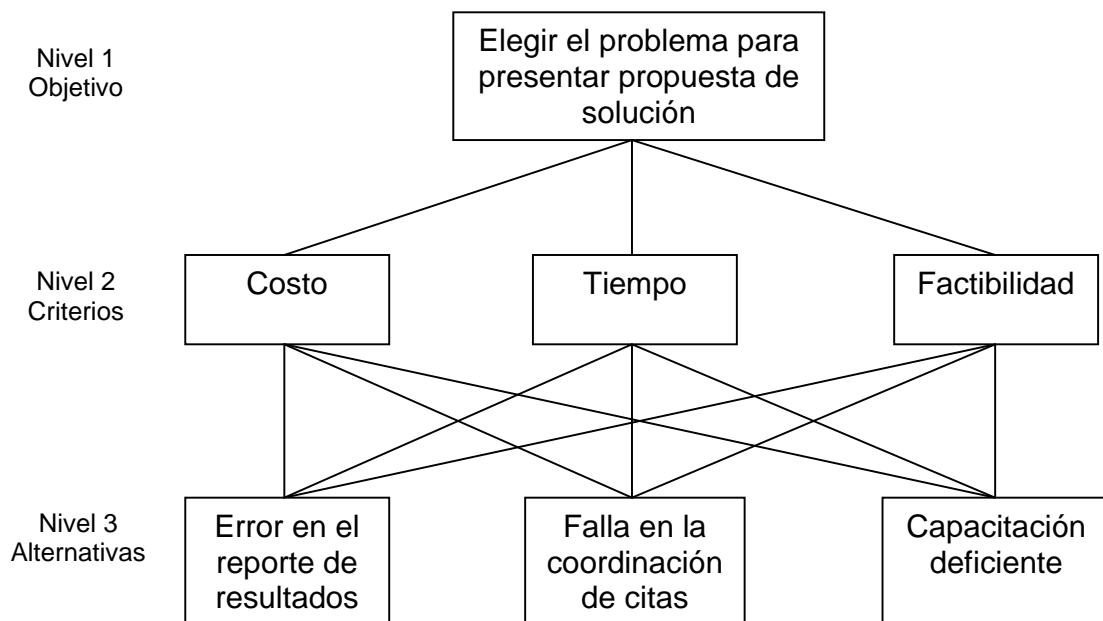 Nivel 1
Objetivo
Elegir el problema para
presentar propuesta de
solución
Nivel 2
Criterios
Costo
Tiempo
Factibilidad
Nivel 3
Alternativas
Error en el
reporte de
resultados
Falla en la
coordinación
de citas
Capacitación
deficiente